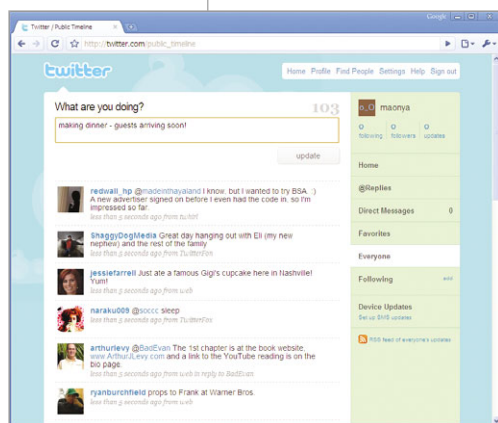 Google
Twitter / Public Timeline
http://twitter.com/public_timeline
twitter
Home Profile Find People Settings Help Sign out
What are you doing?
103
making dinner - guests arriving soon!
update
redwall_hp @madeinthayaland I know, but I wanted to try BSA. :)
A new advertiser signed on before I even had the code in, so I'm
impressed so far.
less than 5 seconds ago from twhirl
ShaggyDogMedia Great day hanging out with Eli (my new
nephew) and the rest of the family
less than 5 seconds ago from TwitterFon
jessiefarrell Just ate a famous Gigi's cupcake here in Nashville!
Yum!
less than 5 seconds ago from web
naraku009 @soccc sleep
less than 5 seconds ago from TwitterFon
arthurlevy @BadEvan The 1st chapter is at the book website,
www.ArthurJLevy.com and a link to the YouTube reading is on the
bio page.
less than 5 seconds ago from web in reply to BadEvan
ryanburchfield props to Frank at Warner Bros.
less than 5 seconds ago from web
o_O maonya
0 0 0
following followers updates
Home
@Replies
Direct Messages 0
Favorites
Everyone
Following add
Device Updates
Set up SMS updates
RSS feed of everyone's updates